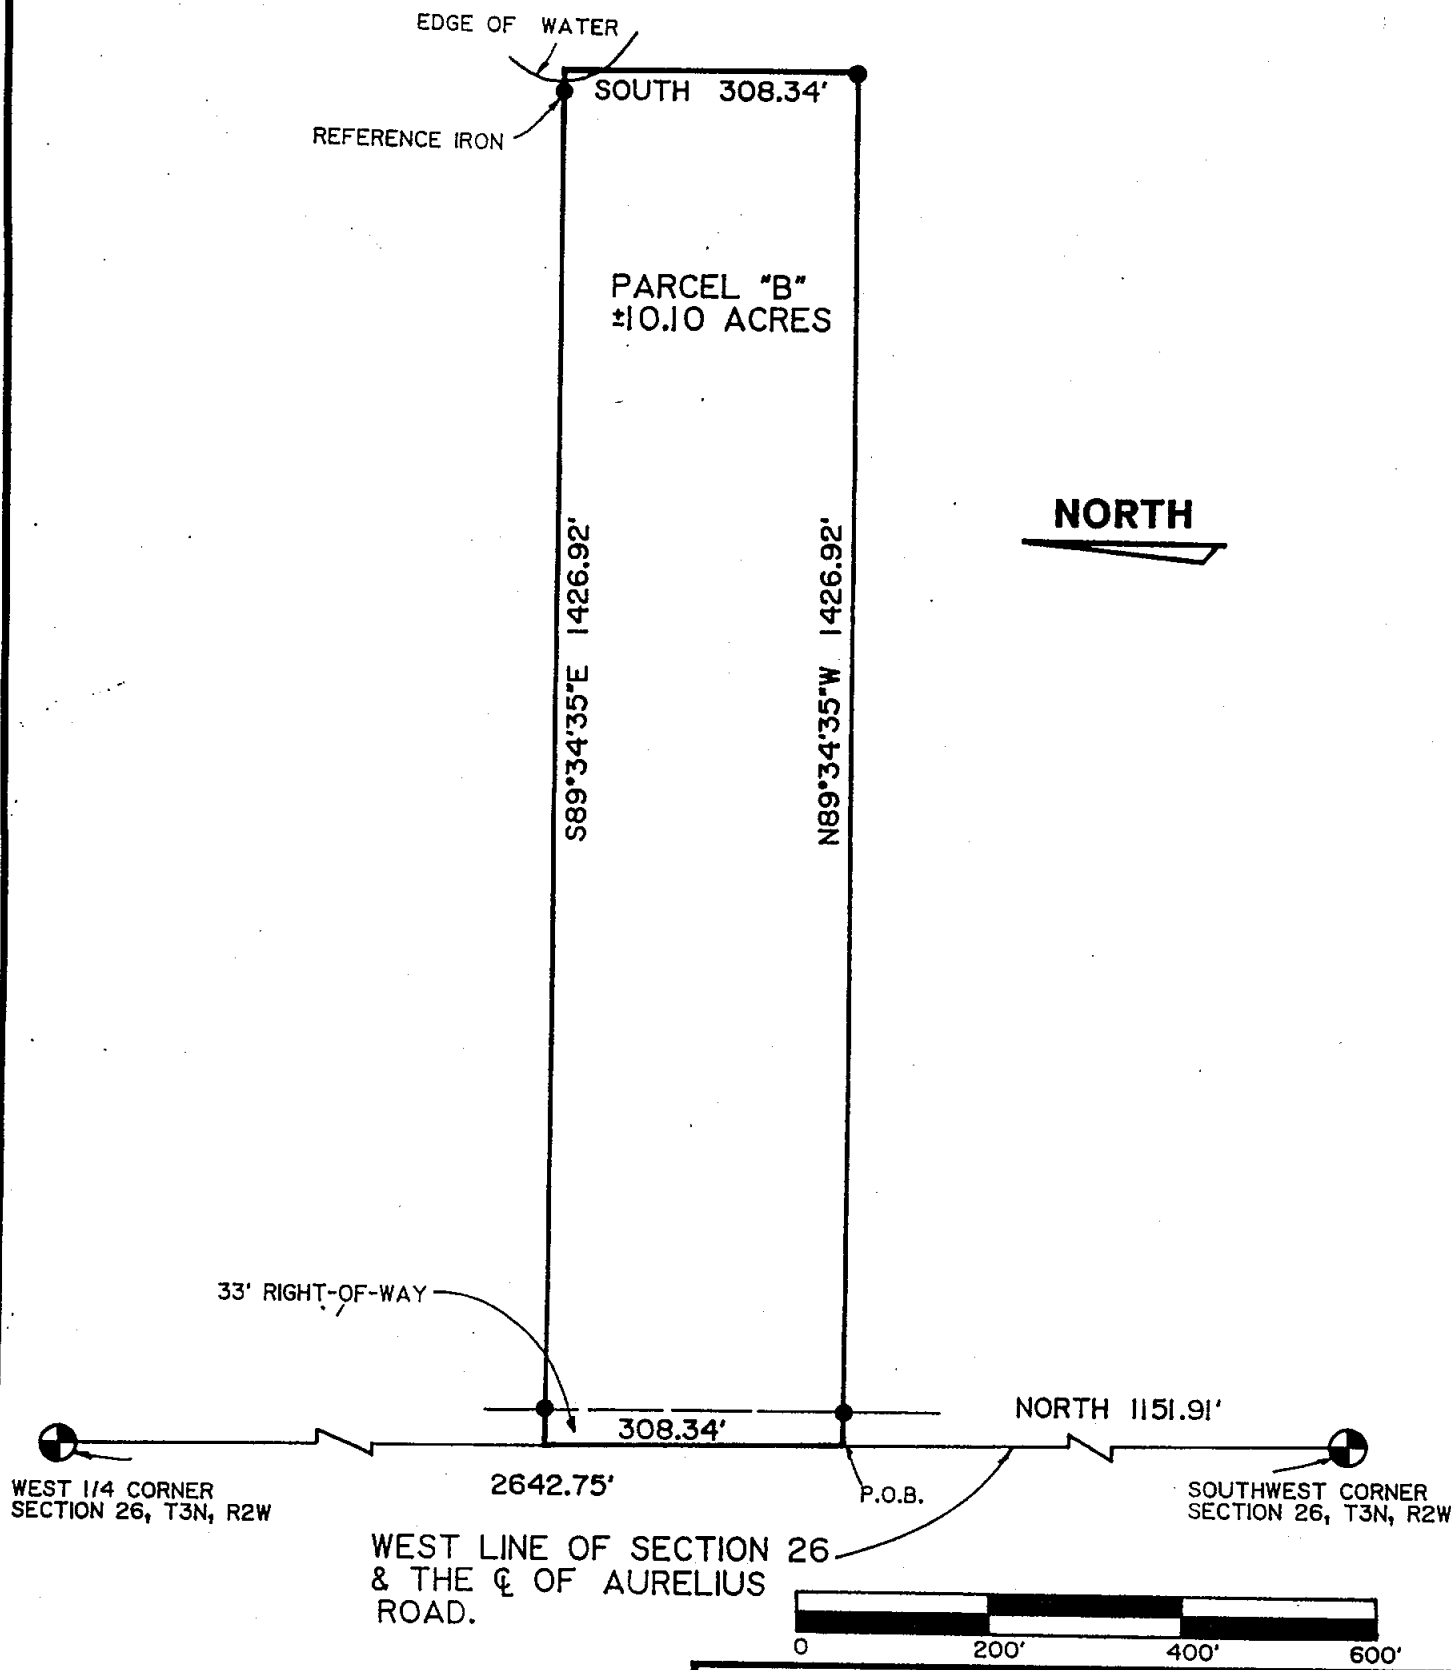 EDGE OF WATER
SOUTH 308.34'
REFERENCE IRON
PARCEL "B"
±10.10 ACRES
NORTH
S89°34'35"E 1426.92'
N89°34'35"W 1426.92'
33' RIGHT-OF-WAY
NORTH 1151.91'
308.34'
WEST 1/4 CORNER
SECTION 26, T3N, R2W
2642.75'
P.O.B.
SOUTHWEST CORNER
SECTION 26, T3N, R2W
WEST LINE OF SECTION 26
& THE ℄ OF AURELIUS
ROAD.
0 200' 400' 600'